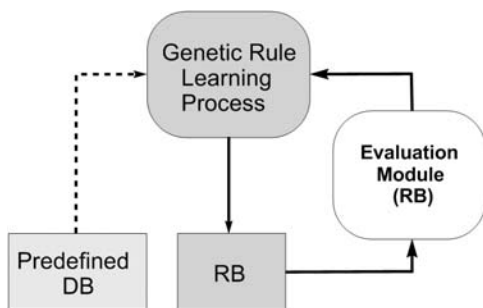 Genetic Rule
Learning
Process
Evaluation
Module
(RB)
Predefined
DB
RB